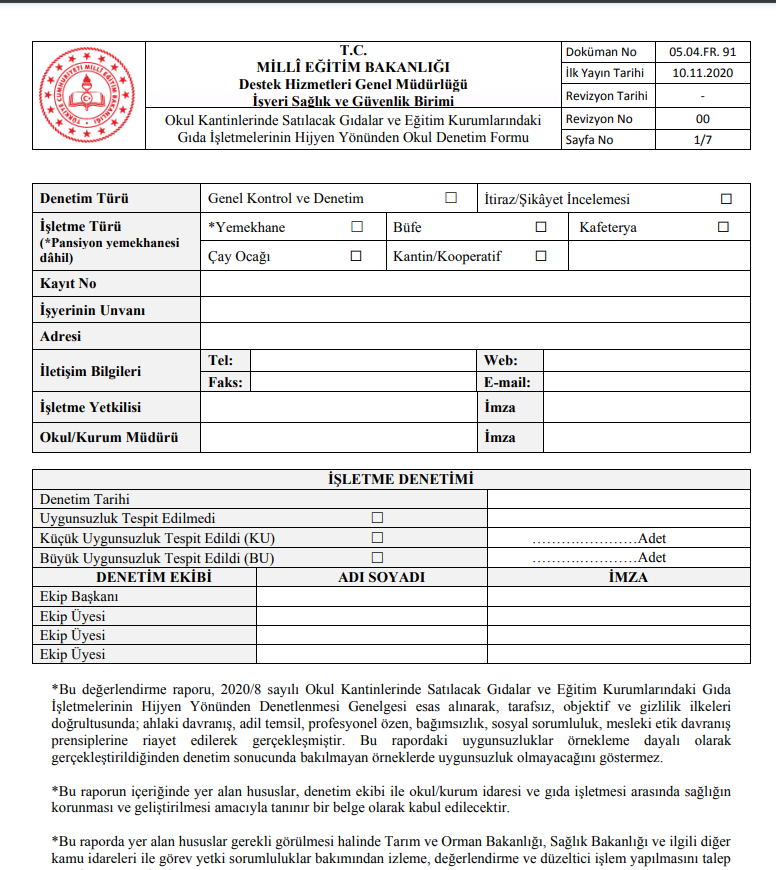 T.C.
MİLLÎ EĞİTİM BAKANLIĞI
Destek Hizmetleri Genel Müdürlüğü
İşyeri Sağlık ve Güvenlik Birimi
Okul Kantinlerinde Satılacak Gıdalar ve Eğitim Kurumlarındaki
Gıda İşletmelerinin Hijyen Yönünden Okul Denetim Formu
Doküman No 05.04.FR. 91
İlk Yayın Tarihi 10.11.2020
Revizyon Tarihi -
Revizyon No 00
Sayfa No 1/7
Denetim Türü Genel Kontrol ve Denetim ☐ İtiraz/Şikâyet İncelemesi ☐
İşletme Türü
(*Pansiyon yemekhanesi
dâhil)
*Yemekhane ☐ Büfe ☐ Kafeterya ☐
Çay Ocağı ☐ Kantin/Kooperatif ☐
Kayıt No
İşyerinin Unvanı
Adresi
İletişim Bilgileri
Tel: Web:
Faks: E-mail:
İşletme Yetkilisi İmza
Okul/Kurum Müdürü İmza
İŞLETME DENETİMİ
Denetim Tarihi
Uygunsuzluk Tespit Edilmedi ☐
Küçük Uygunsuzluk Tespit Edildi (KU) ☐ ……….…………Adet
Büyük Uygunsuzluk Tespit Edildi (BU) ☐ ……….…………Adet
DENETİM EKİBİ ADI SOYADI İMZA
Ekip Başkanı
Ekip Üyesi
Ekip Üyesi
Ekip Üyesi
*Bu değerlendirme raporu, 2020/8 sayılı Okul Kantinlerinde Satılacak Gıdalar ve Eğitim Kurumlarındaki Gıda
İşletmelerinin Hijyen Yönünden Denetlenmesi Genelgesi esas alınarak, tarafsız, objektif ve gizlilik ilkeleri
doğrultusunda; ahlaki davranış, adil temsil, profesyonel özen, bağımsızlık, sosyal sorumluluk, mesleki etik davranış
prensiplerine riayet edilerek gerçekleşmiştir. Bu rapordaki uygunsuzluklar örnekleme dayalı olarak
gerçekleştirildiğinden denetim sonucunda bakılmayan örneklerde uygunsuzluk olmayacağını göstermez.
*Bu raporun içeriğinde yer alan hususlar, denetim ekibi ile okul/kurum idaresi ve gıda işletmesi arasında sağlığın
korunması ve geliştirilmesi amacıyla tanınır bir belge olarak kabul edilecektir.
*Bu raporda yer alan hususlar gerekli görülmesi halinde Tarım ve Orman Bakanlığı, Sağlık Bakanlığı ve ilgili diğer
kamu idareleri ile görev yetki sorumluluklar bakımından izleme, değerlendirme ve düzeltici işlem yapılmasını talep